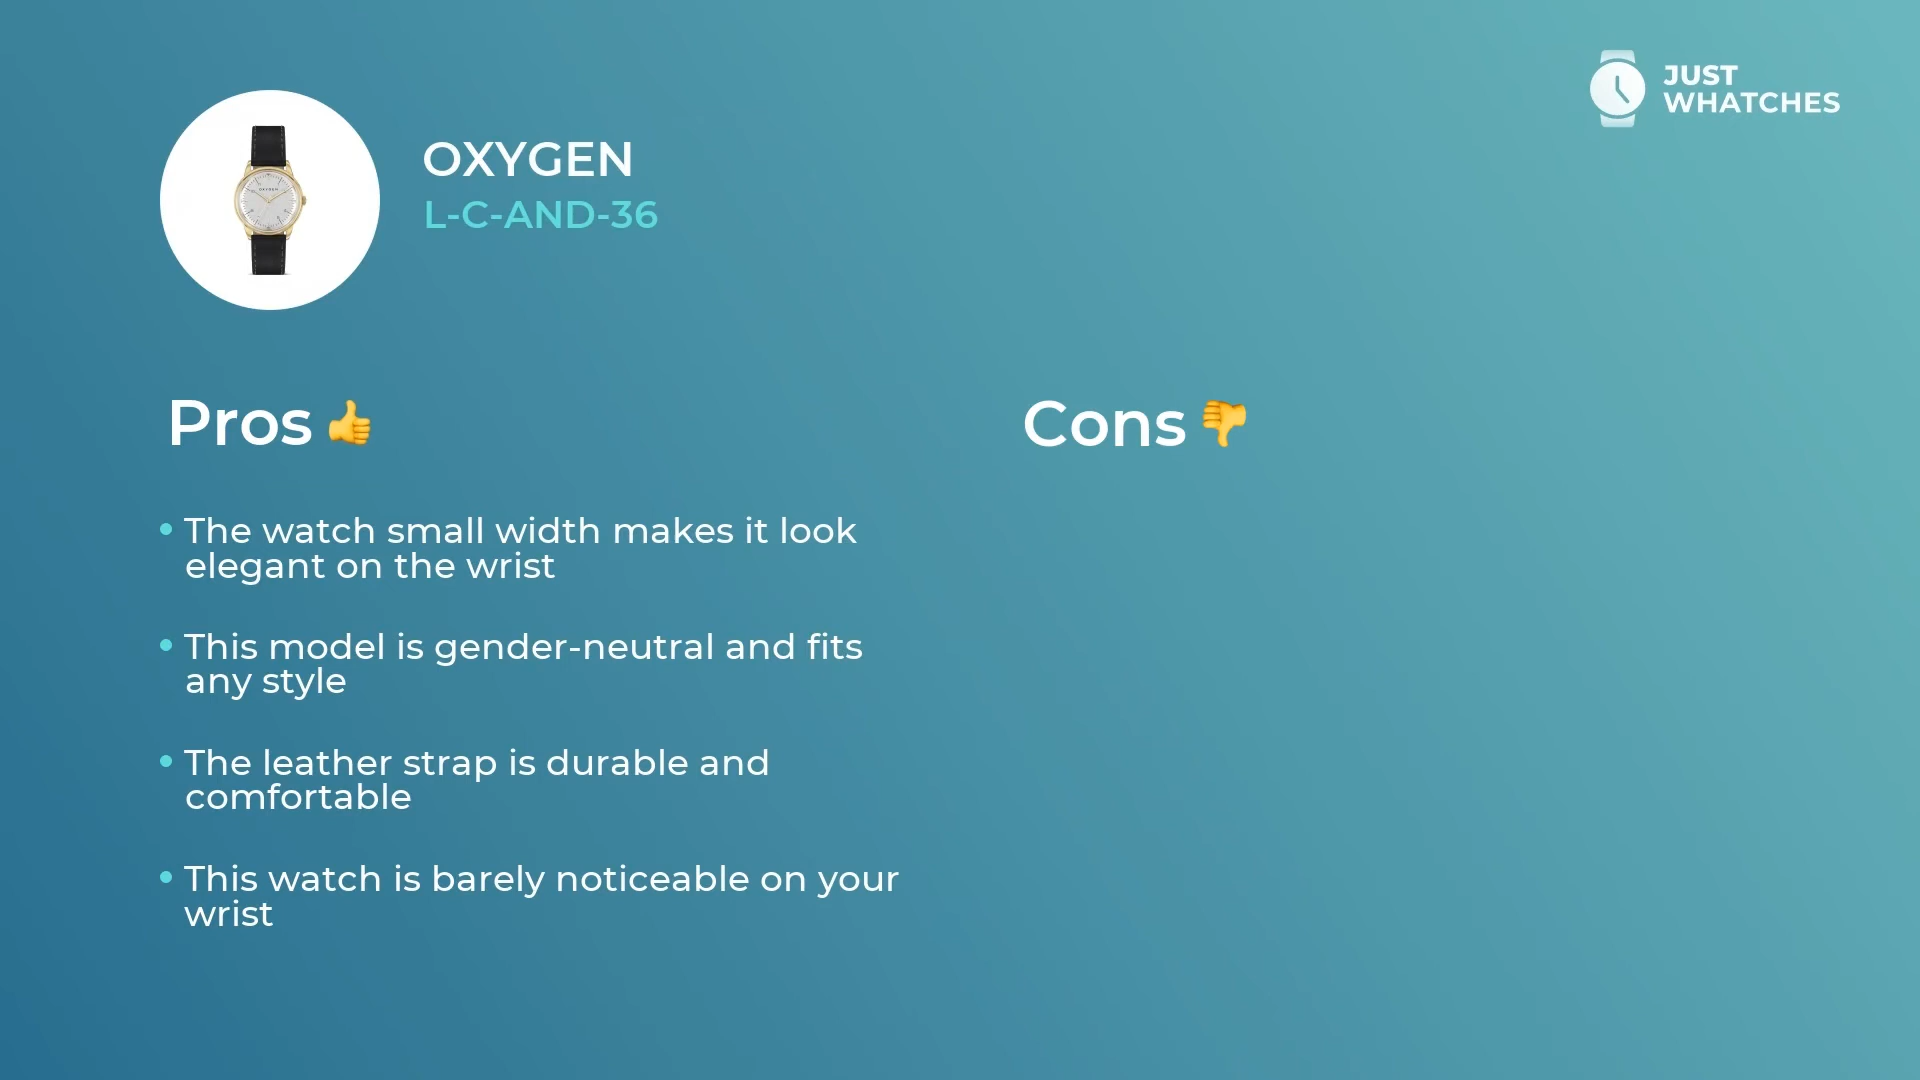 JUST
WHATCHES
OXYGEN
OXYGEN
L-C-AND-36
Pros
Cons
The watch small width makes it look
elegant on the wrist
This model is gender-neutral and fits
any style
The leather strap is durable and
comfortable
This watch is barely noticeable on your
wrist